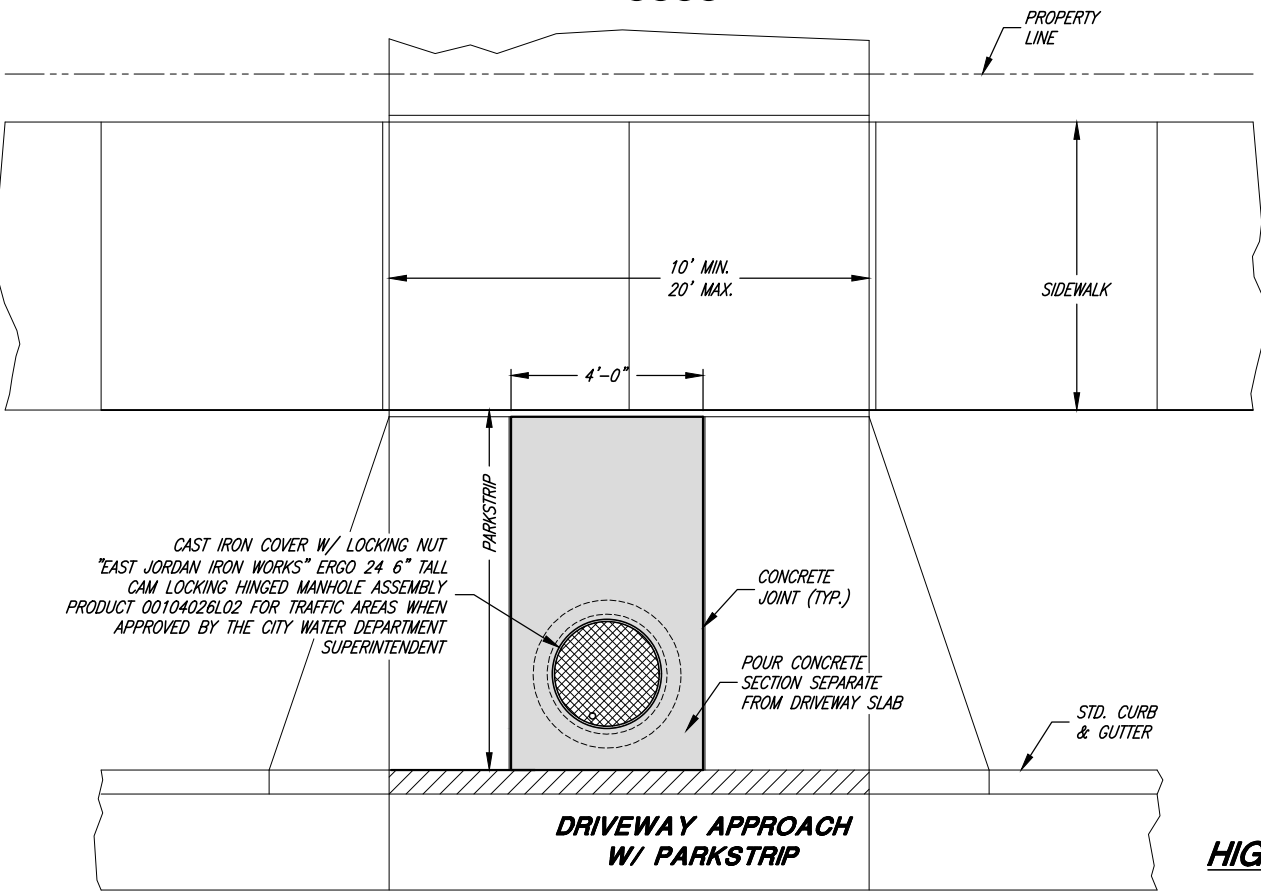 PROPERTY
LINE
10' MIN.
20' MAX.
SIDEWALK
4'-0"
PARKSTRIP
CAST IRON COVER W/ LOCKING NUT
"EAST JORDAN IRON WORKS" ERGO 24 6" TALL
CAM LOCKING HINGED MANHOLE ASSEMBLY
PRODUCT 00104026L02 FOR TRAFFIC AREAS WHEN
APPROVED BY THE CITY WATER DEPARTMENT
SUPERINTENDENT
CONCRETE
JOINT (TYP.)
POUR CONCRETE
SECTION SEPARATE
FROM DRIVEWAY SLAB
STD. CURB
& GUTTER
DRIVEWAY APPROACH
W/ PARKSTRIP
HIG